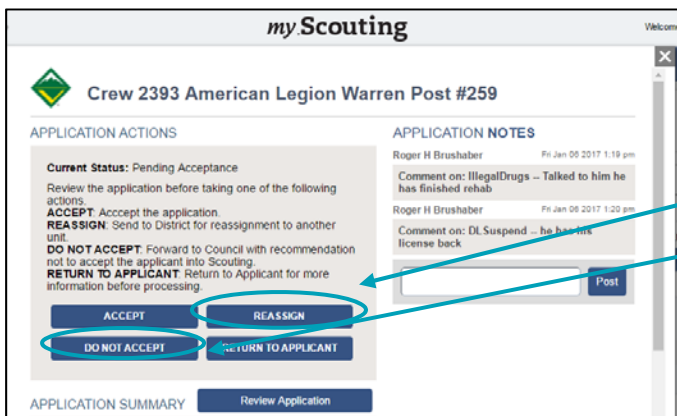 my.Scouting
Welcome
Crew 2393 American Legion Warren Post #259
APPLICATION ACTIONS
Current Status: Pending Acceptance
Review the application before taking one of the following
actions.
ACCEPT: Acccept the application.
REASSIGN: Send to District for reassignment to another
unit.
DO NOT ACCEPT: Forward to Council with recommendation
not to accept the applicant into Scouting.
RETURN TO APPLICANT: Return to Applicant for more
information before processing.
ACCEPT
REASSIGN
DO NOT ACCEPT
RETURN TO APPLICANT
APPLICATION SUMMARY
Review Application
APPLICATION NOTES
Roger H Brushaber
Fri Jan 06 2017 1:19 pm
Comment on: IllegalDrugs -- Talked to him he
has finished rehab
Roger H Brushaber
Fri Jan 06 2017 1:20 pm
Comment on: DLSuspend -- he has his
license back
Post